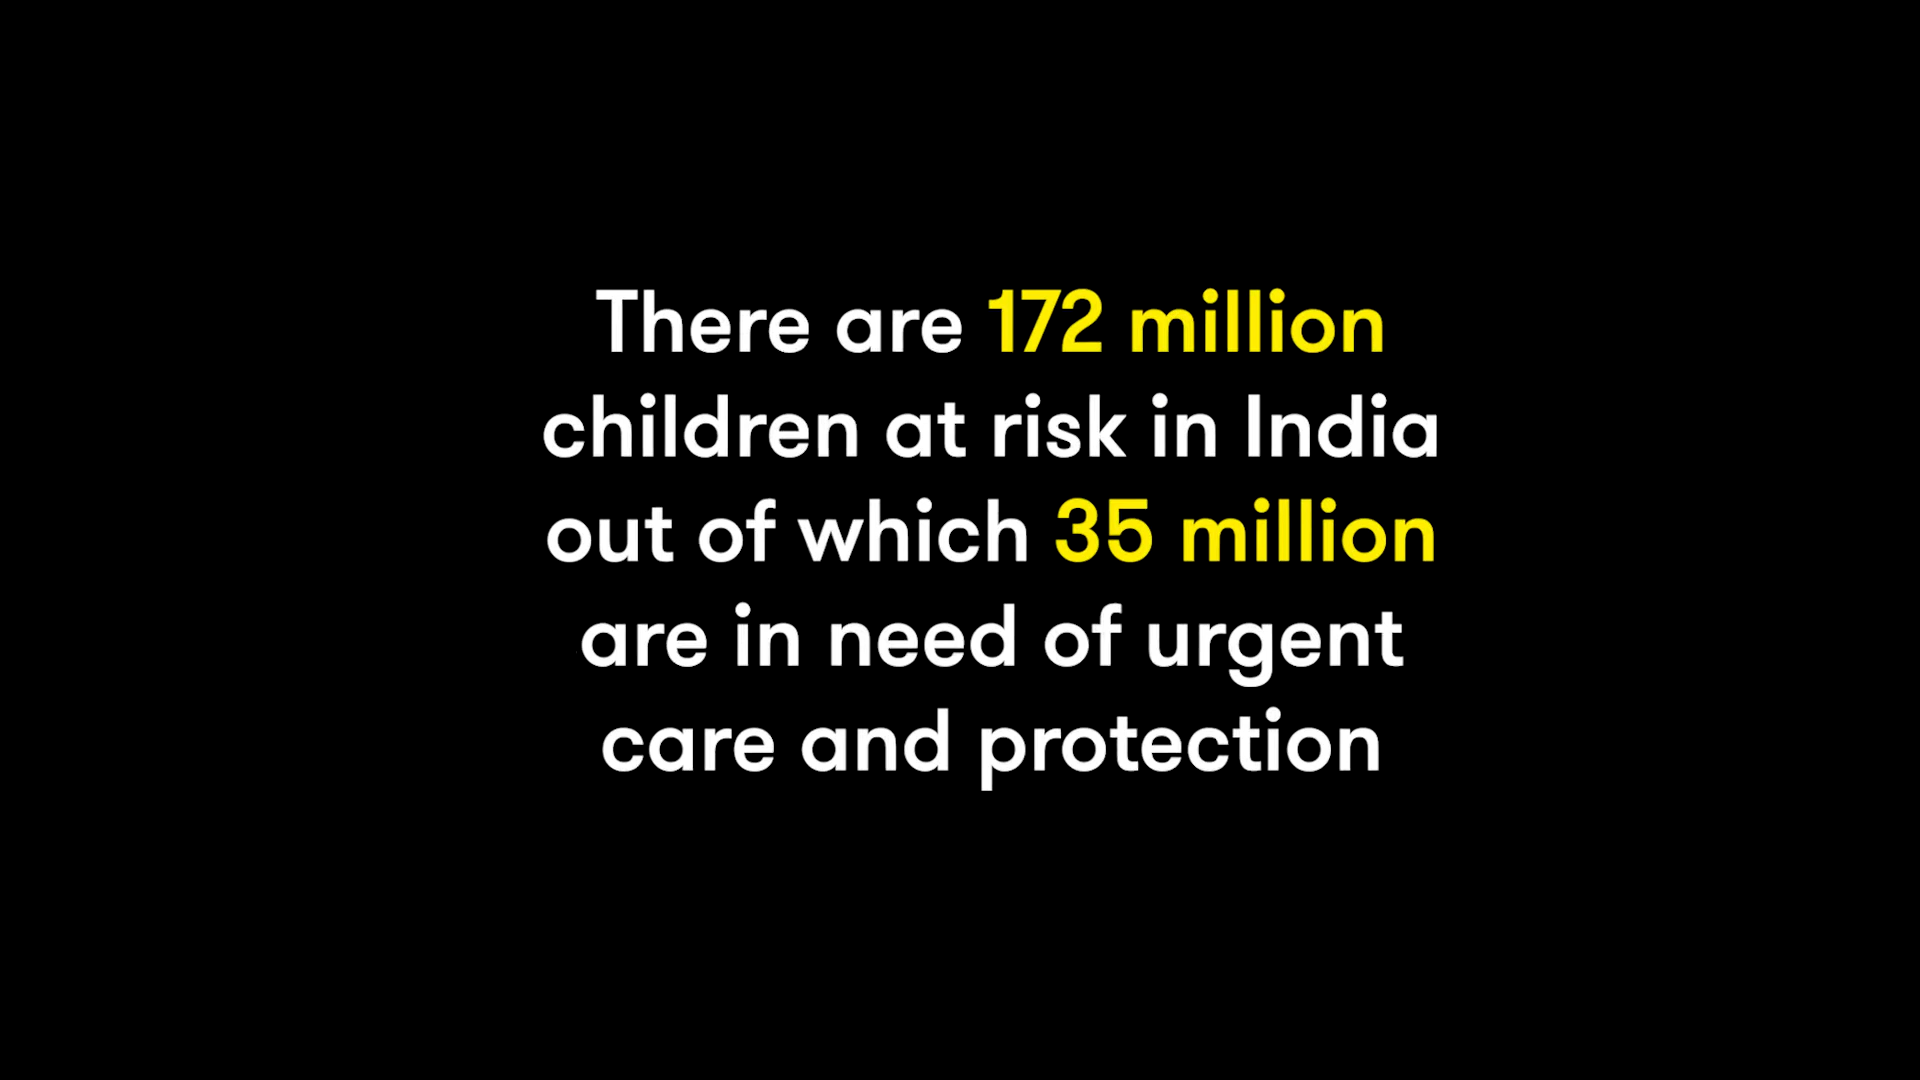 There are 172 million
children at risk in India
out of which 35 million
are in need of urgent
care and protection